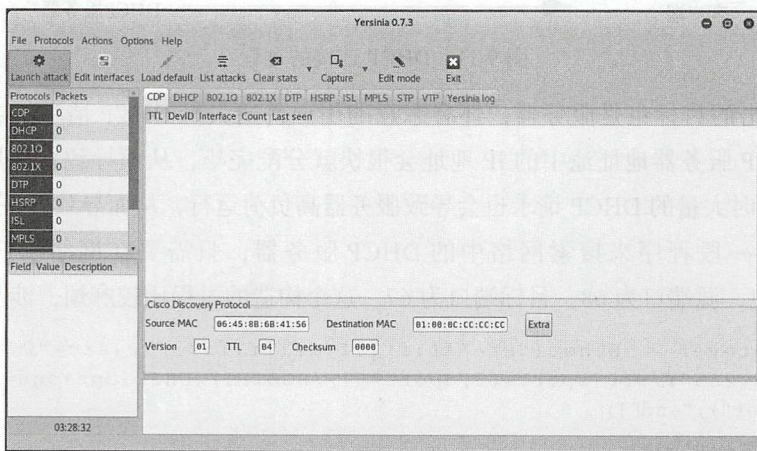 Yersinia 0.7.3
File Protocols Actions Options Help
Launch attack Edit interfaces Load default List attacks Clear stats Capture Edit mode Exit
Protocols Packets
CDP 0
DHCP 0
802.1Q 0
802.1X 0
DTP 0
HSRP 0
ISL 0
MPLS 0
Field Value Description
03:28:32
CDP DHCP 802.1Q 802.1X DTP HSRP ISL MPLS STP VTP Yersinia log
TTL DevID Interface Count Last seen
Cisco Discovery Protocol
Source MAC 06:45:8B:6B:41:56 Destination MAC 01:00:0C:CC:CC:CC Extra
Version 01 TTL B4 Checksum 0000